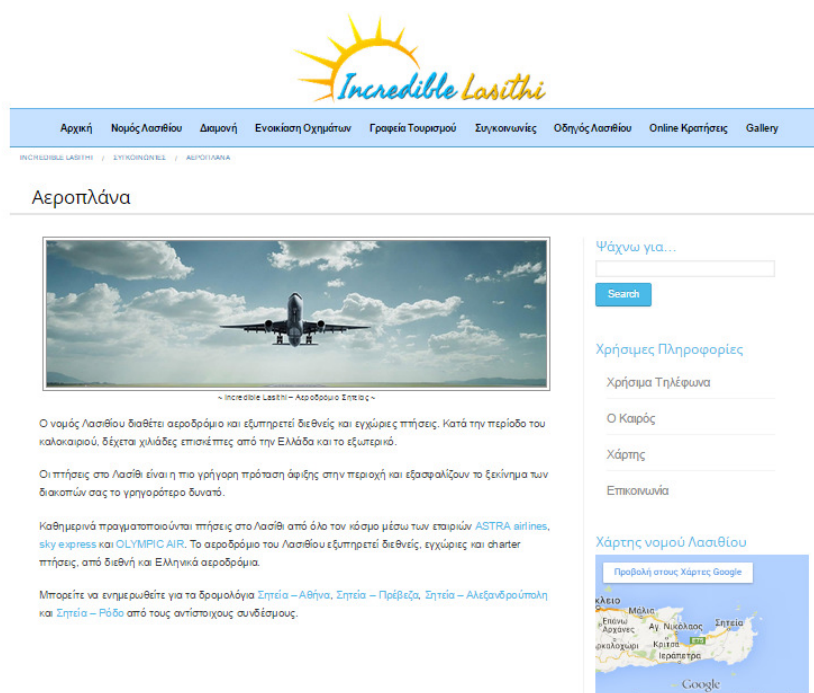 Incredible Lasithi
Αρχική Νομός Λασιθίου Διαμονή Ενοικίαση Οχημάτων Γραφεία Τουρισμού Συγκοινωνίες Οδηγός Λασιθίου Online Κρατήσεις Gallery
INCREDIBLE LASITHI / ΣΥΓΚΟΙΝΩΝΊΕΣ / ΑΕΡΟΠΛΆΝΑ
Αεροπλάνα
~ Incredible Lasithi – Αεροδρόμιο Σητείας ~
Ο νομός Λασιθίου διαθέτει αεροδρόμιο και εξυπηρετεί διεθνείς και εγχώριες πτήσεις. Κατά την περίοδο του
καλοκαιριού, δέχεται χιλιάδες επισκέπτες από την Ελλάδα και το εξωτερικό.
Οι πτήσεις στο Λασίθι είναι η πιο γρήγορη πρόταση άφιξης στην περιοχή και εξασφαλίζουν το ξεκίνημα των
διακοπών σας το γρηγορότερο δυνατό.
Καθημερινά πραγματοποιούνται πτήσεις στο Λασίθι από όλο τον κόσμο μέσω των εταιριών ASTRA airlines,
sky express και OLYMPIC AIR. Το αεροδρόμιο του Λασιθίου εξυπηρετεί διεθνείς, εγχώριες και charter
πτήσεις, από διεθνή και Ελληνικά αεροδρόμια.
Μπορείτε να ενημερωθείτε για τα δρομολόγια Σητεία – Αθήνα, Σητεία – Πρέβεζα, Σητεία – Αλεξανδρούπολη
και Σητεία – Ρόδο από τους αντίστοιχους συνδέσμους.
Ψάχνω για...
Search
Χρήσιμες Πληροφορίες
Χρήσιμα Τηλέφωνα
Ο Καιρός
Χάρτης
Επικοινωνία
Χάρτης νομού Λασιθίου
Προβολή στους Χάρτες Google
κλειο
Μάλια
Επάνω
Αρχάνες
Αγ. Νικόλαος
Σητεία
ρκαλοχώρι
Κριτσα
E75
Ιεράπετρα
Google